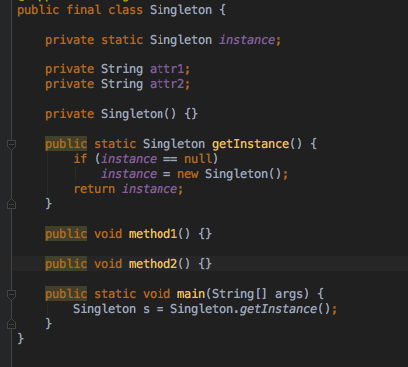 public final class Singleton {
private static Singleton instance;
private String attr1;
private String attr2;
private Singleton() {}
public static Singleton getInstance() {
if (instance == null)
instance = new Singleton();
return instance;
}
public void method1() {}
public void method2() {}
public static void main(String[] args) {
Singleton s = Singleton.getInstance();
}
}